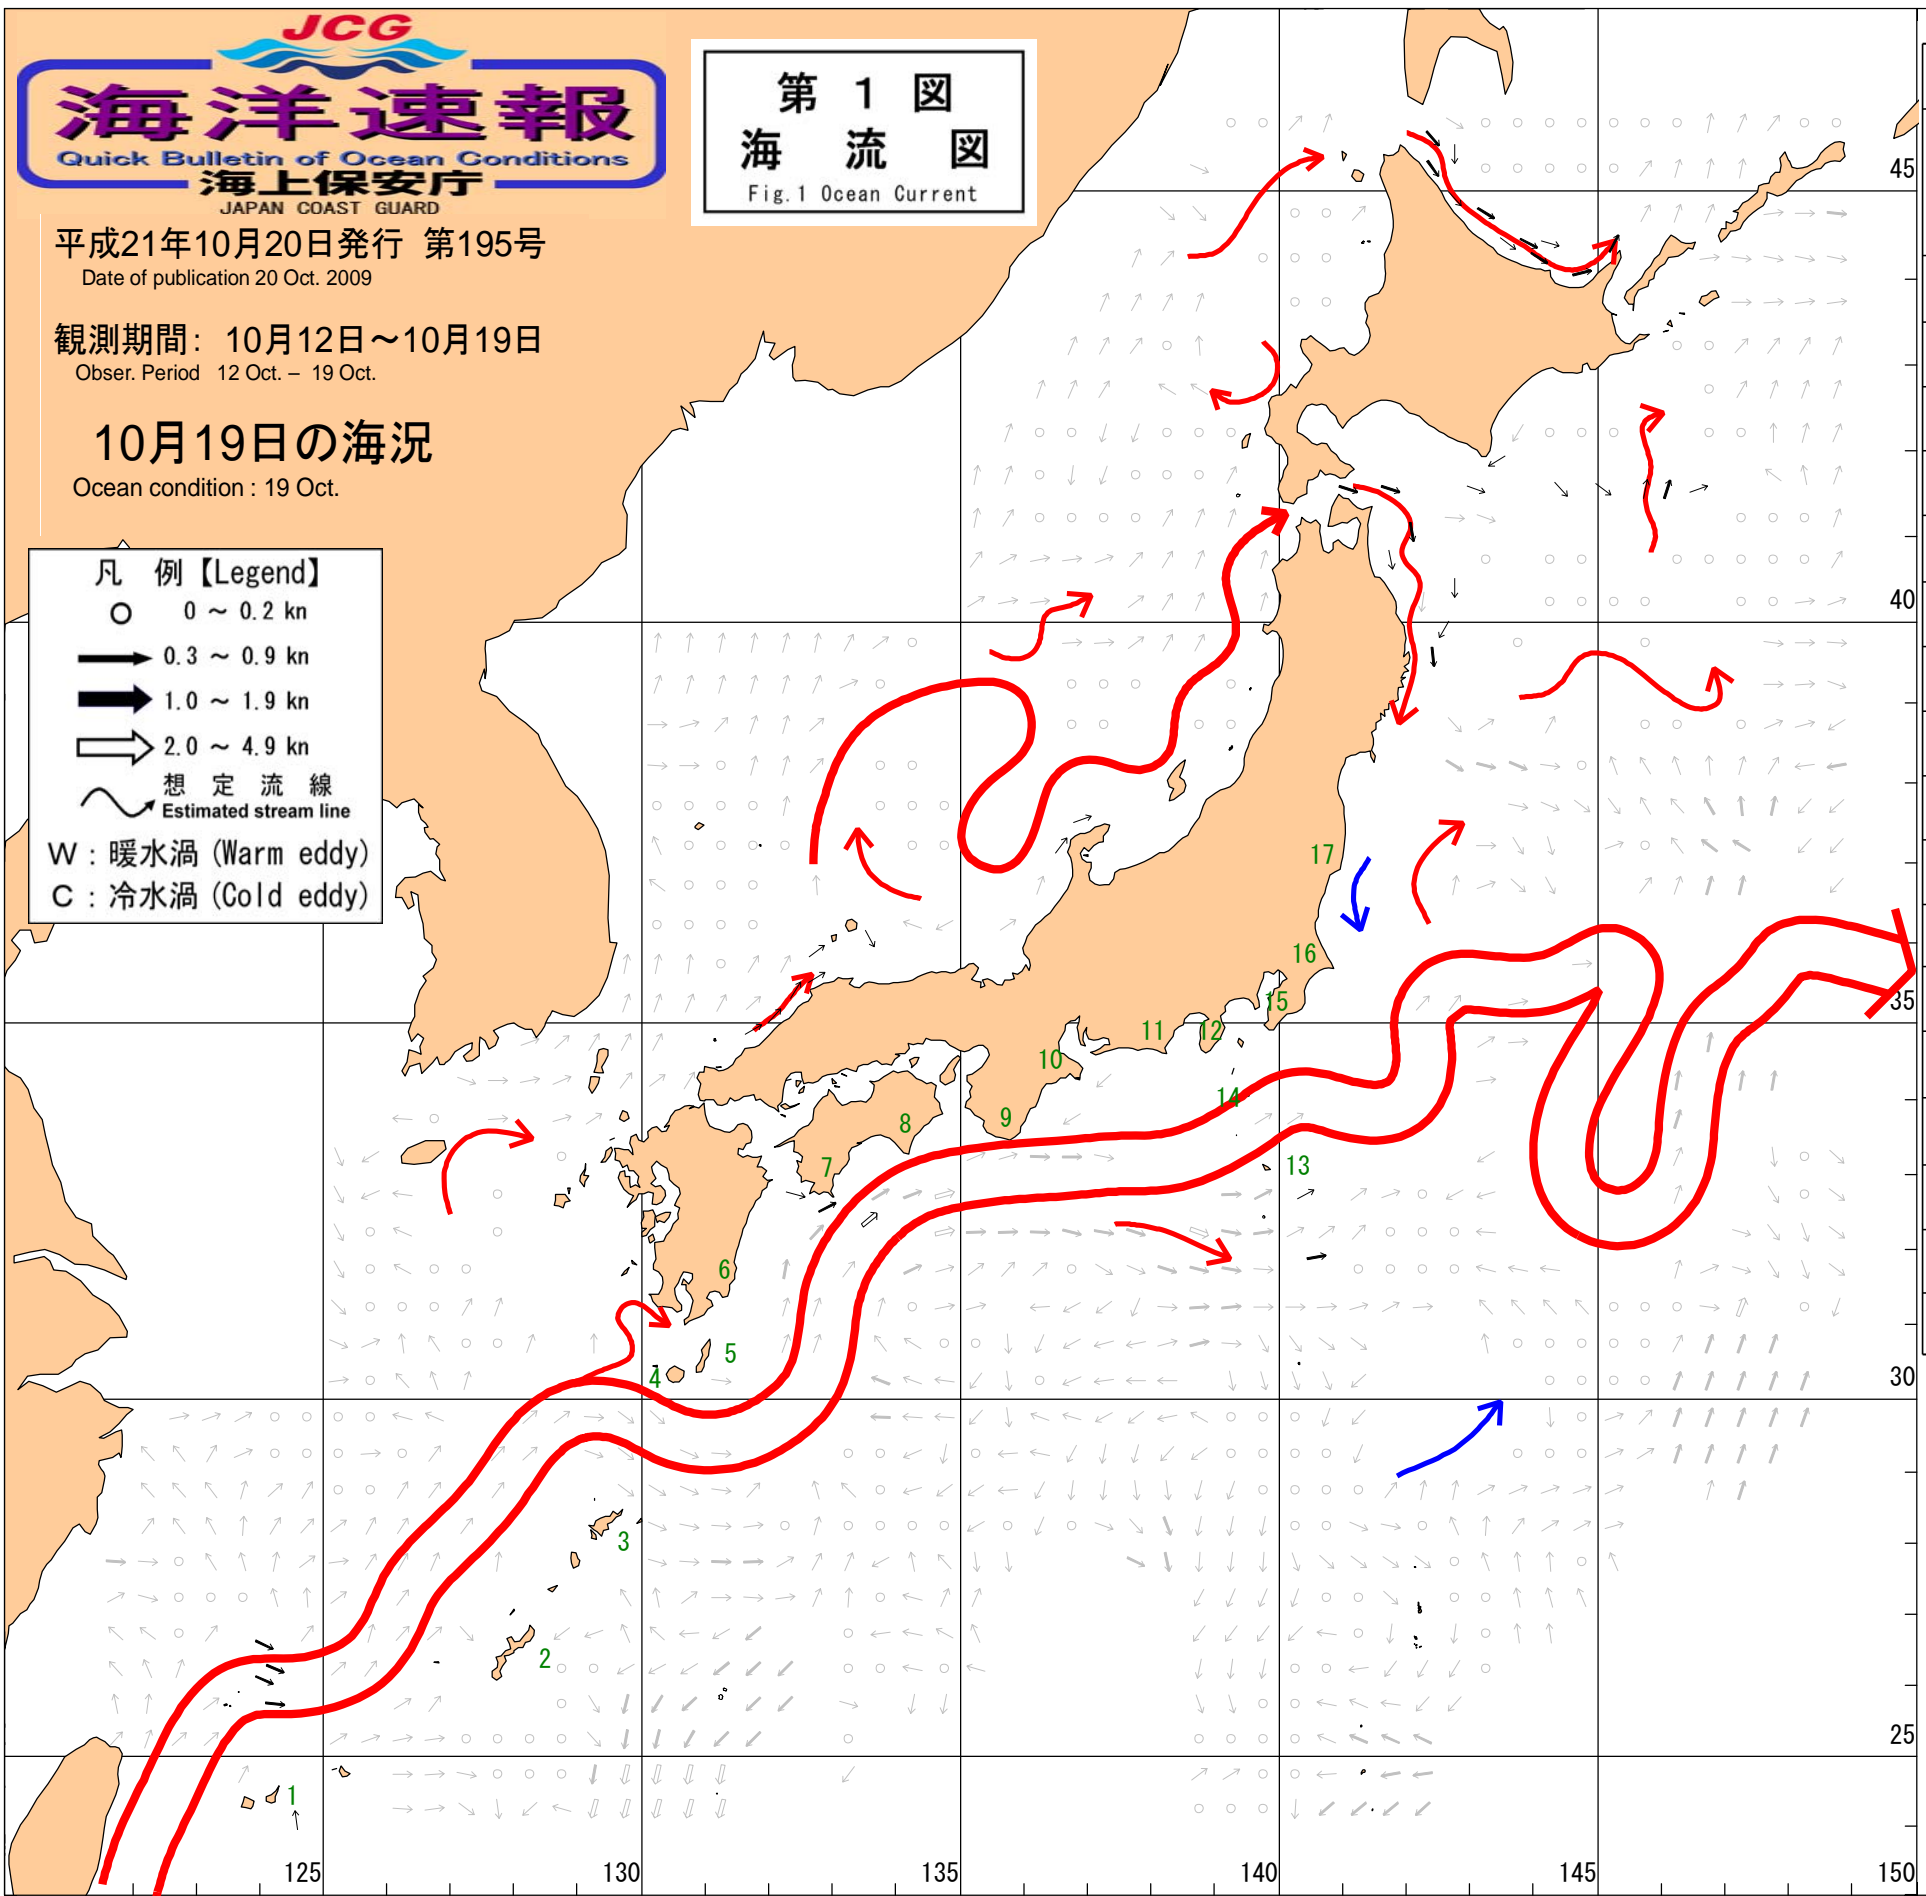 JCG
海洋速報
Quick Bulletin of Ocean Conditions
海上保安庁
JAPAN COAST GUARD
第 1 図
海 流 図
Fig.1 Ocean Current
平成21年10月20日発行 第195号
Date of publication 20 Oct. 2009
観測期間: 10月12日～10月19日
Obser. Period 12 Oct. – 19 Oct.
10月19日の海況
Ocean condition : 19 Oct.
凡 例【Legend】
0 ～ 0.2 kn
0.3 ～ 0.9 kn
1.0 ～ 1.9 kn
2.0 ～ 4.9 kn
想 定 流 線
Estimated stream line
W : 暖水渦 (Warm eddy)
C : 冷水渦 (Cold eddy)
45
40
17
16
35
15
12
11
10
14
9
8
7
13
6
5
4
30
3
2
25
1
125
130
135
140
145
150